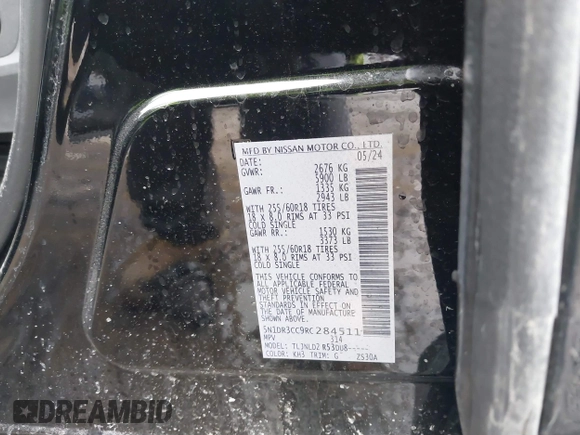 MFD BY NISSAN MOTOR CO., LTD.
DATE: 05/24
GVWR: 2676 KG
5900 LB
GAWR FR.: 1335 KG
2943 LB
WITH 255/60R18 TIRES
18 X 8.0 RIMS AT 33 PSI
COLD SINGLE
GAWR RR.: 1530 KG
3373 LB
WITH 255/60R18 TIRES
18 X 8.0 RIMS AT 33 PSI
COLD SINGLE
THIS VEHICLE CONFORMS TO
ALL APPLICABLE FEDERAL
MOTOR VEHICLE SAFETY AND
THEFT PREVENTION
STANDARDS IN EFFECT ON
THE DATE OF MANUFACTURE
SHOWN ABOVE.
5N1DR3CC9RC284511
MPV 314
MODEL: TLJNLDZ R53DU8-----
COLOR: KH3 TRIM: G ZS30A
DREAMBID